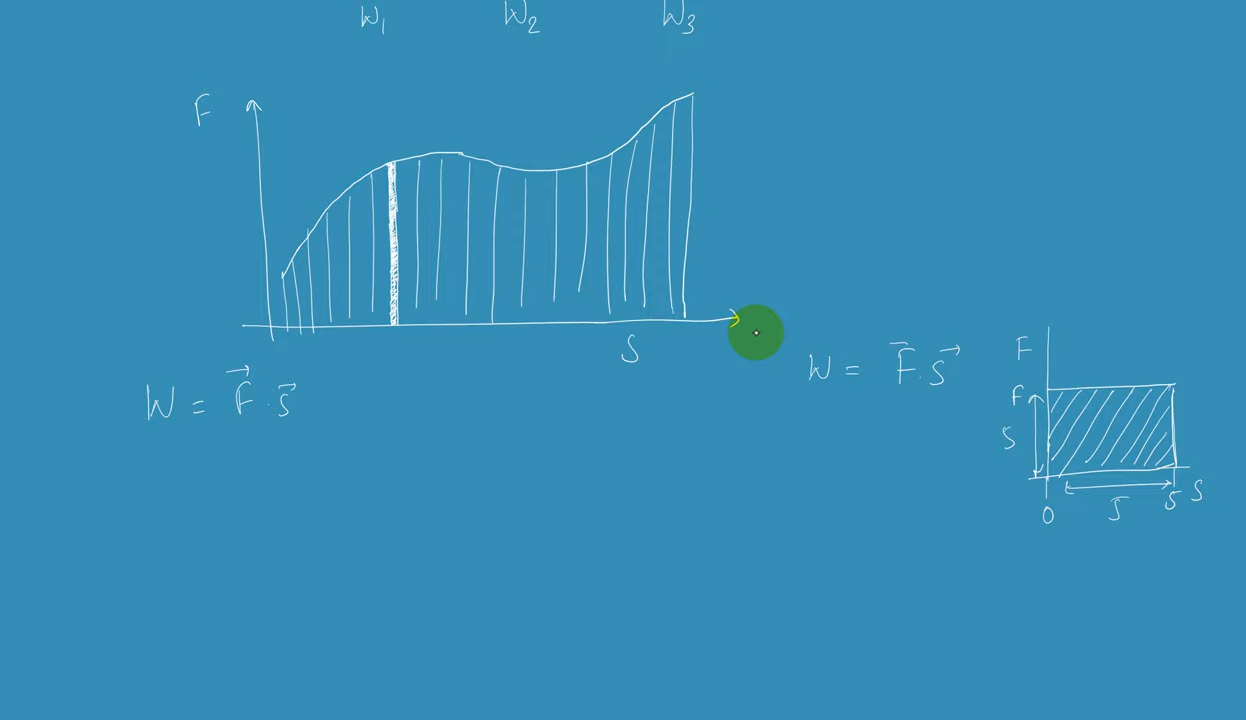 W₁ W₂ W₃
F
S
W = F⃗ · s⃗
W = F⃗ · s⃗
F
F
S
0 S S S